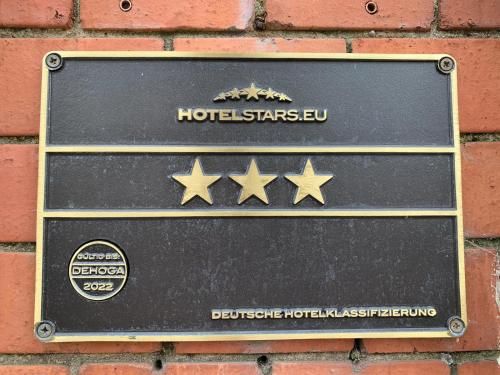 HOTELSTARS.EU
GÜLTIG BIS:
DEHOGA
2022
DEUTSCHE HOTELKLASSIFIZIERUNG